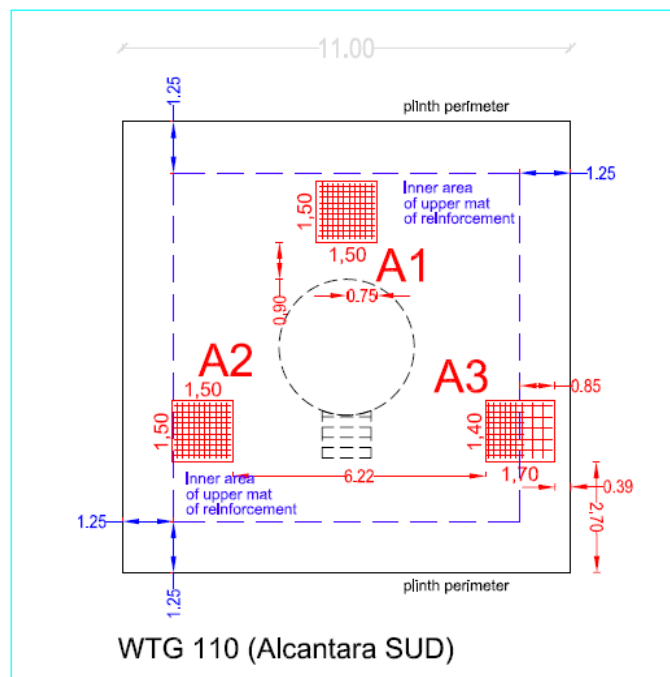 11.00
1.25
plinth perimeter
1.25
Inner area
of upper mat
of reinforcement
1,50
1,50
A1
0.75
0,90
A2
A3
0.85
1,50
1,50
1,40
1,70
6.22
0.39
2,70
Inner area
of upper mat
of reinforcement
1.25
1.25
plinth perimeter
WTG 110 (Alcantara SUD)